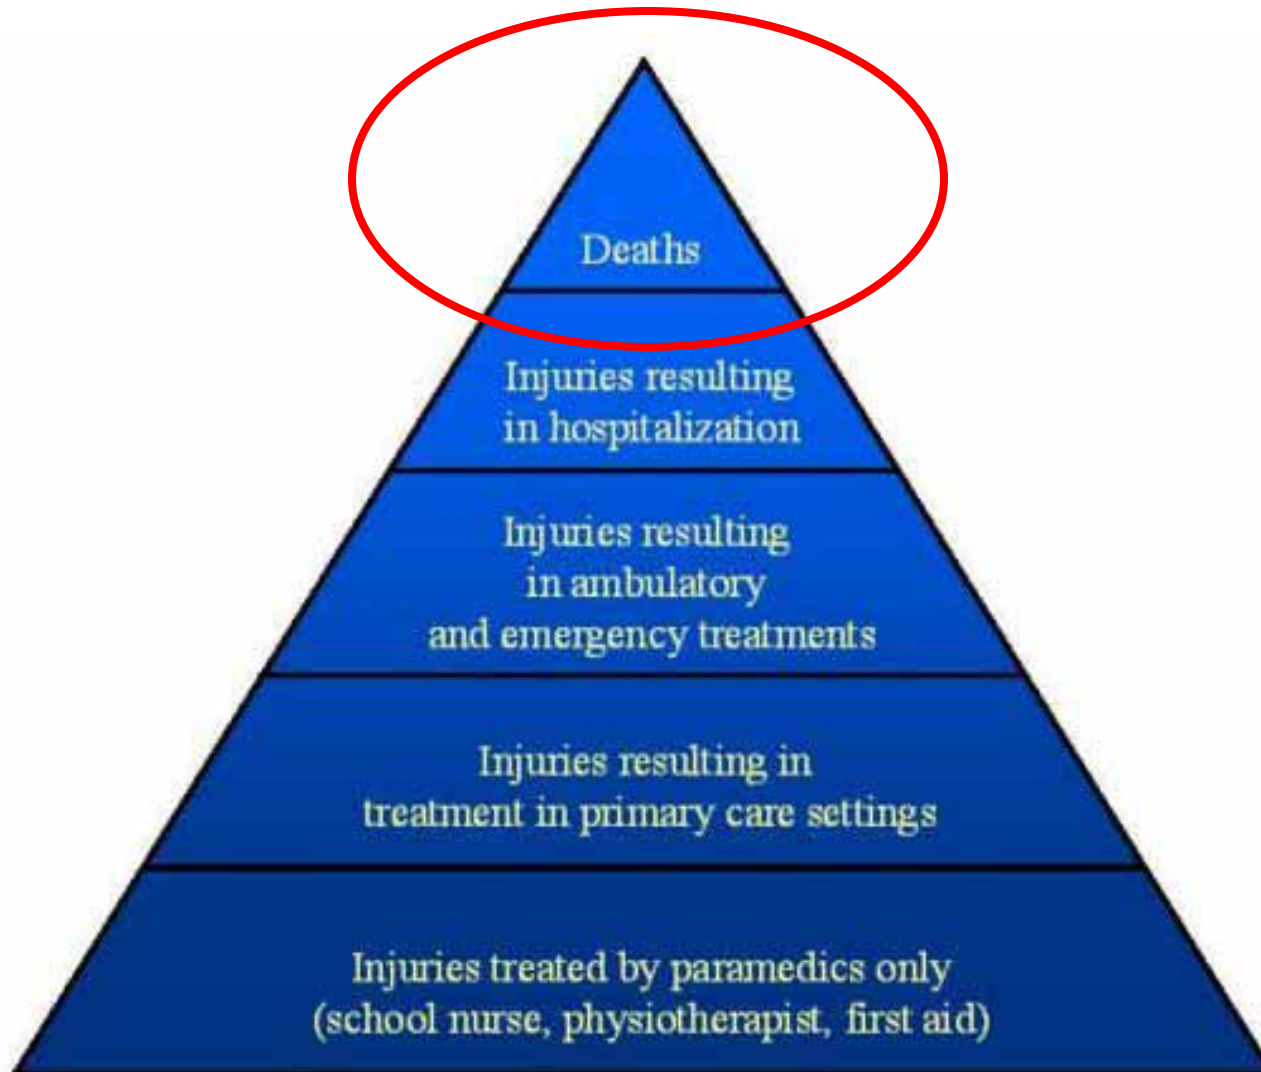 Deaths
Injuries resulting
in hospitalization
Injuries resulting
in ambulatory
and emergency treatments
Injuries resulting in
treatment in primary care settings
Injuries treated by paramedics only
(school nurse, physiotherapist, first aid)